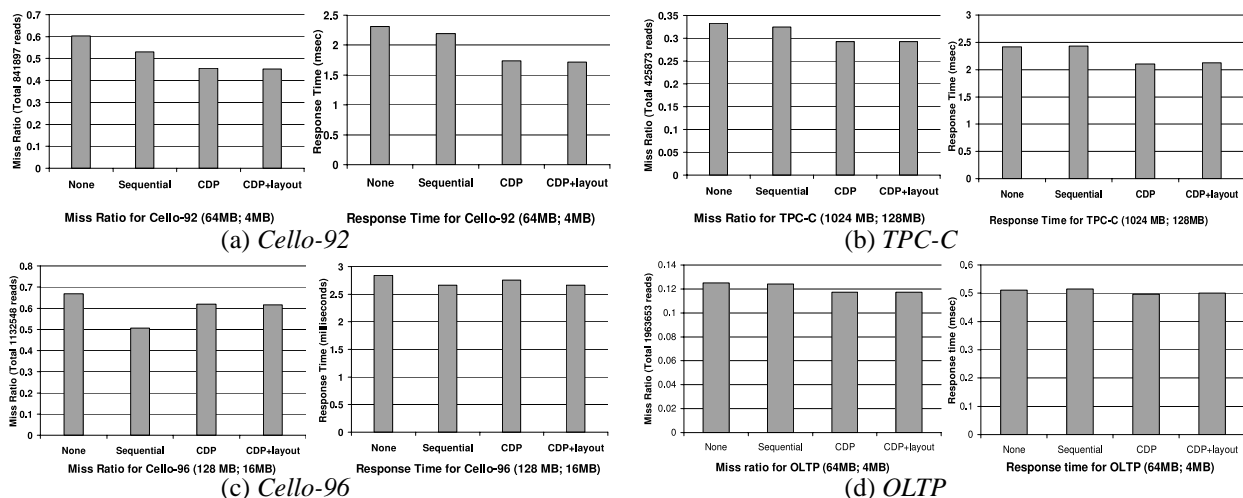 Miss Ratio (Total 841897 reads)
0.7
0.6
0.5
0.4
0.3
0.2
0.1
0
None Sequential CDP CDP+layout
Miss Ratio for Cello-92 (64MB; 4MB)
Response Time (msec)
2.5
2
1.5
1
0.5
0
None Sequential CDP CDP+layout
Response Time for Cello-92 (64MB; 4MB)
(a) Cello-92
Miss Ratio (Total 425873 reads)
0.35
0.3
0.25
0.2
0.15
0.1
0.05
0
None Sequential CDP CDP+layout
Miss Ratio for TPC-C (1024 MB; 128MB)
Response Time (msec)
3
2.5
2
1.5
1
0.5
0
None Sequential CDP CDP+layout
Response Time for TPC-C (1024 MB; 128MB)
(b) TPC-C
Miss Ratio (Total 1132548 reads)
0.8
0.7
0.6
0.5
0.4
0.3
0.2
0.1
0
None Sequential CDP CDP+layout
Miss Ratio for Cello-96 (128 MB; 16MB)
Response Time (milliseconds)
3
2.5
2
1.5
1
0.5
0
None Sequential CDP CDP+layout
Response Time for Cello-96 (128 MB; 16MB)
(c) Cello-96
Miss Ratio (Total 1963653 reads)
0.14
0.12
0.1
0.08
0.06
0.04
0.02
0
None Sequential CDP CDP+layout
Miss ratio for OLTP (64MB; 4MB)
Response time (msec)
0,6
0,5
0,4
0,3
0,2
0,1
0
None Sequential CDP CDP+layout
Response time for OLTP (64MB; 4MB)
(d) OLTP